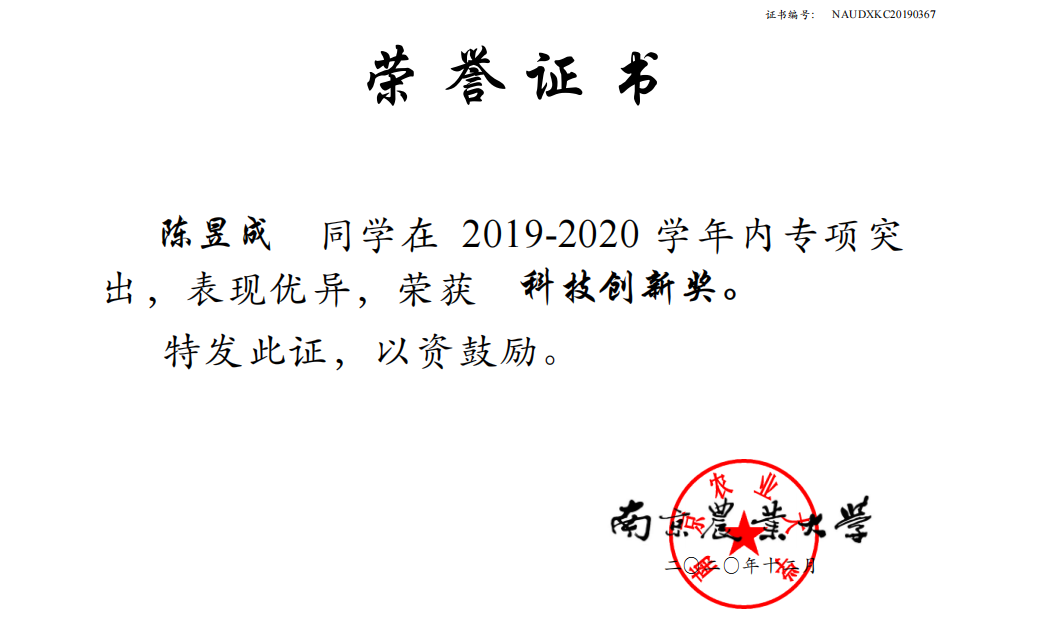 证书编号： NAUDXKC20190367
荣誉证书
陈昱成 同学在 2019-2020 学年内专项突
出，表现优异，荣获 科技创新奖。
特发此证，以资鼓励。
南京農業大学
二〇二〇年十二月
南京农业大学